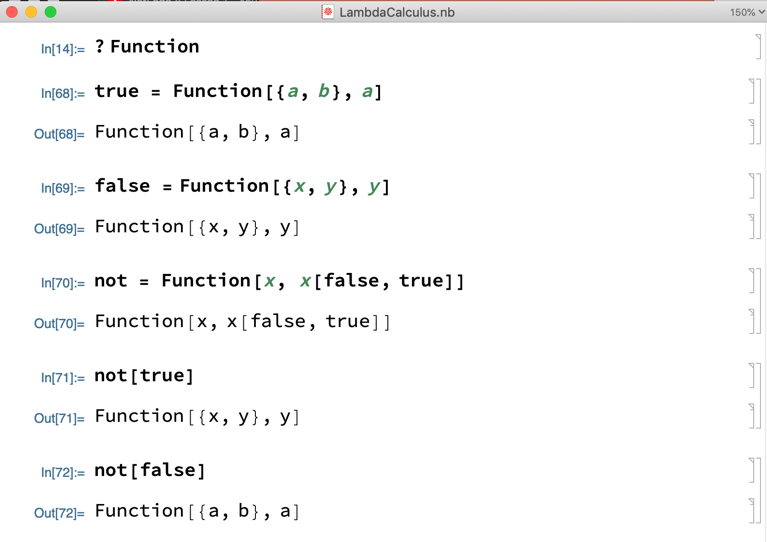 LambdaCalculus.nb
150%
In[14]:= ? Function
In[68]:= true = Function[{a, b}, a]
Out[68]= Function[{a, b}, a]
In[69]:= false = Function[{x, y}, y]
Out[69]= Function[{x, y}, y]
In[70]:= not = Function[x, x[false, true]]
Out[70]= Function[x, x[false, true]]
In[71]:= not[true]
Out[71]= Function[{x, y}, y]
In[72]:= not[false]
Out[72]= Function[{a, b}, a]